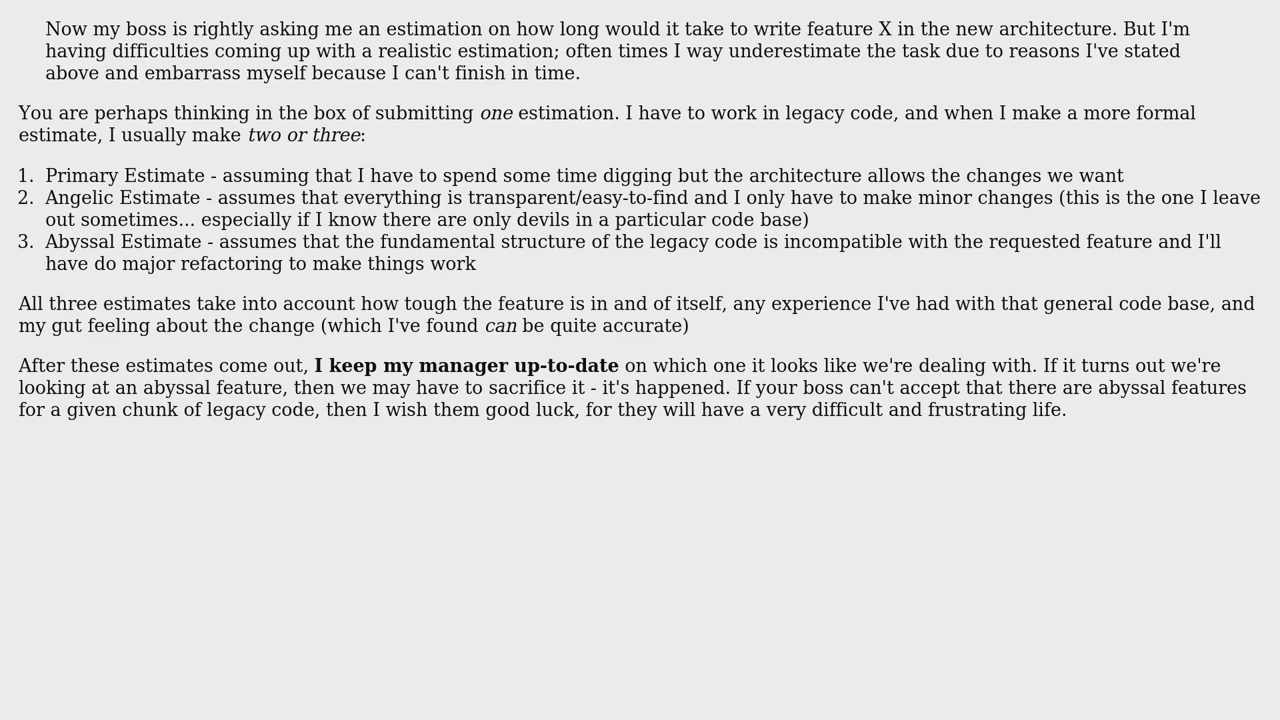 Now my boss is rightly asking me an estimation on how long would it take to write feature X in the new architecture. But I'm
having difficulties coming up with a realistic estimation; often times I way underestimate the task due to reasons I've stated
above and embarrass myself because I can't finish in time.
You are perhaps thinking in the box of submitting one estimation. I have to work in legacy code, and when I make a more formal
estimate, I usually make two or three:
1. Primary Estimate - assuming that I have to spend some time digging but the architecture allows the changes we want
2. Angelic Estimate - assumes that everything is transparent/easy-to-find and I only have to make minor changes (this is the one I leave
out sometimes... especially if I know there are only devils in a particular code base)
3. Abyssal Estimate - assumes that the fundamental structure of the legacy code is incompatible with the requested feature and I'll
have do major refactoring to make things work
All three estimates take into account how tough the feature is in and of itself, any experience I've had with that general code base, and
my gut feeling about the change (which I've found can be quite accurate)
After these estimates come out, I keep my manager up-to-date on which one it looks like we're dealing with. If it turns out we're
looking at an abyssal feature, then we may have to sacrifice it - it's happened. If your boss can't accept that there are abyssal features
for a given chunk of legacy code, then I wish them good luck, for they will have a very difficult and frustrating life.